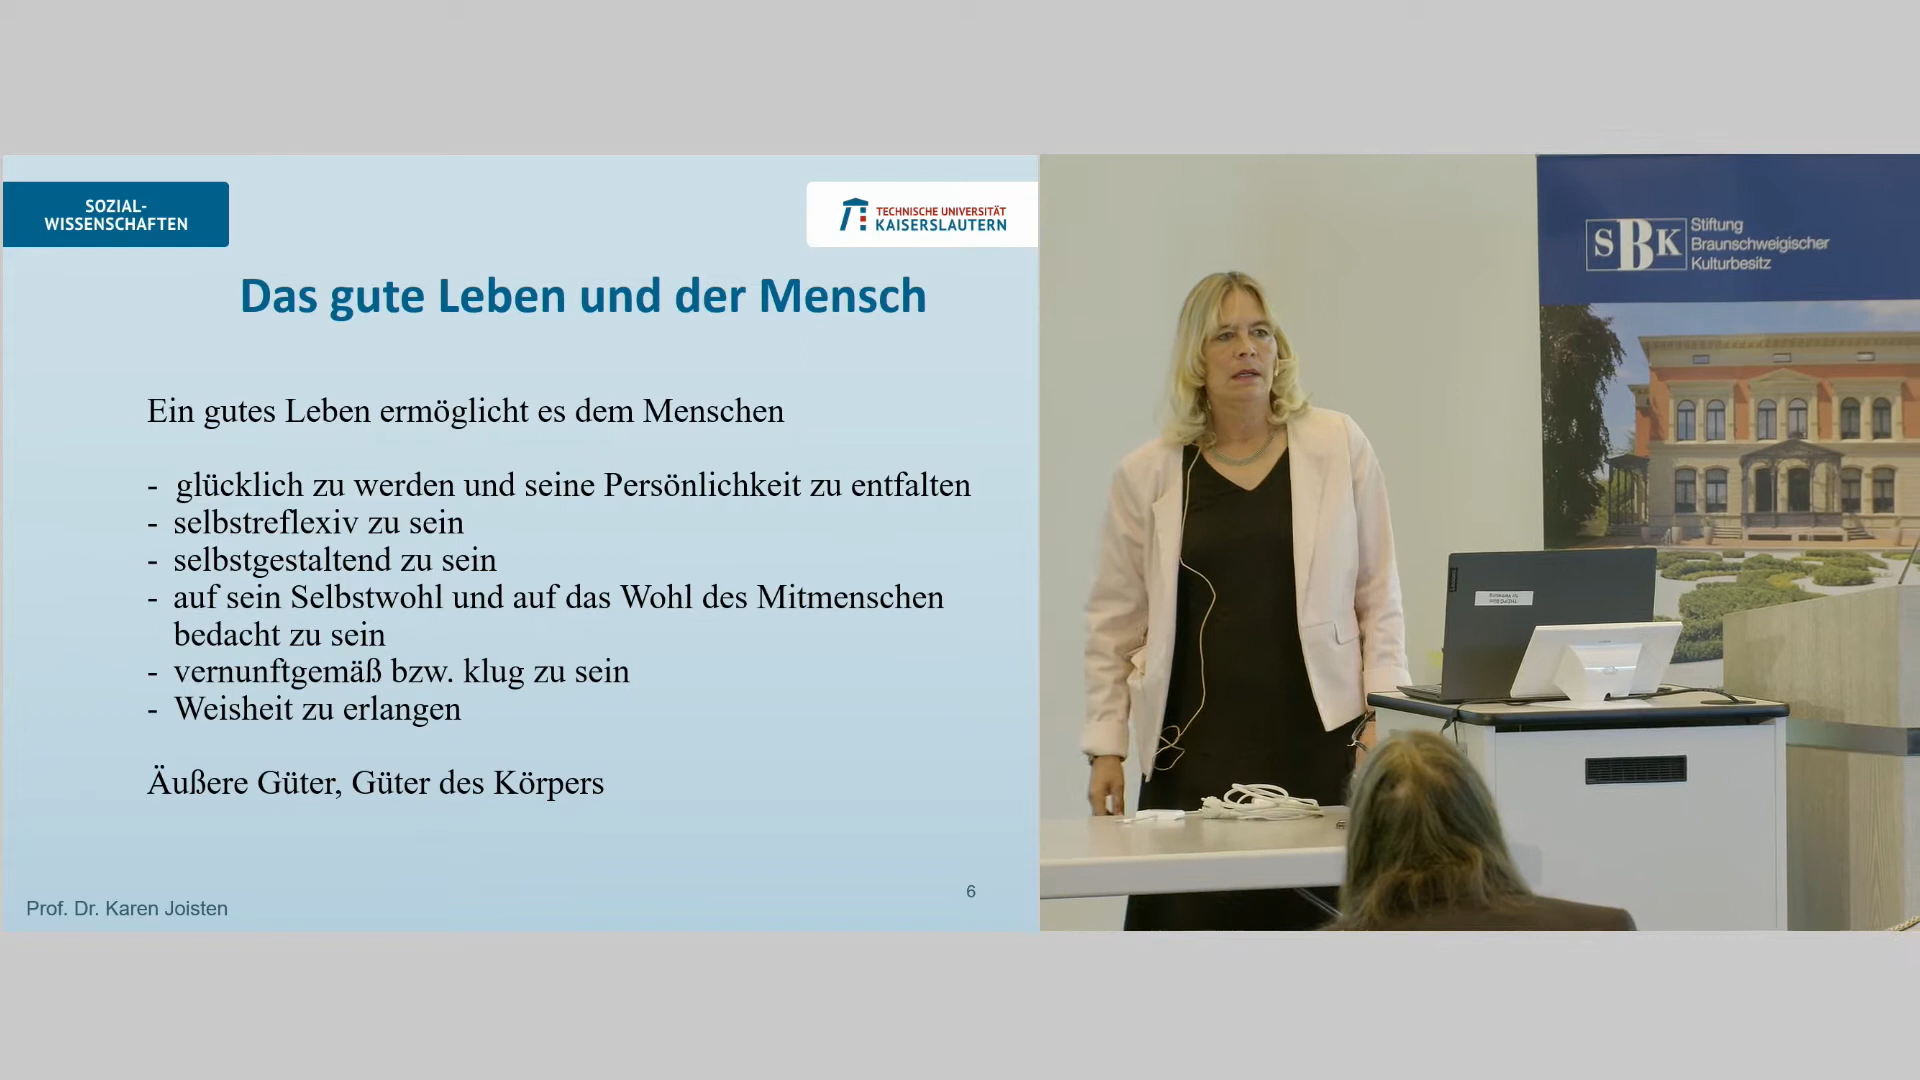 SOZIAL-
WISSENSCHAFTEN
TECHNISCHE UNIVERSITÄT
KAISERSLAUTERN
Das gute Leben und der Mensch
Ein gutes Leben ermöglicht es dem Menschen
- glücklich zu werden und seine Persönlichkeit zu entfalten
- selbstreflexiv zu sein
- selbstgestaltend zu sein
- auf sein Selbstwohl und auf das Wohl des Mitmenschen
bedacht zu sein
- vernunftgemäß bzw. klug zu sein
- Weisheit zu erlangen
Äußere Güter, Güter des Körpers
Prof. Dr. Karen Joisten
6
SBK
Stiftung
Braunschweigischer
Kulturbesitz